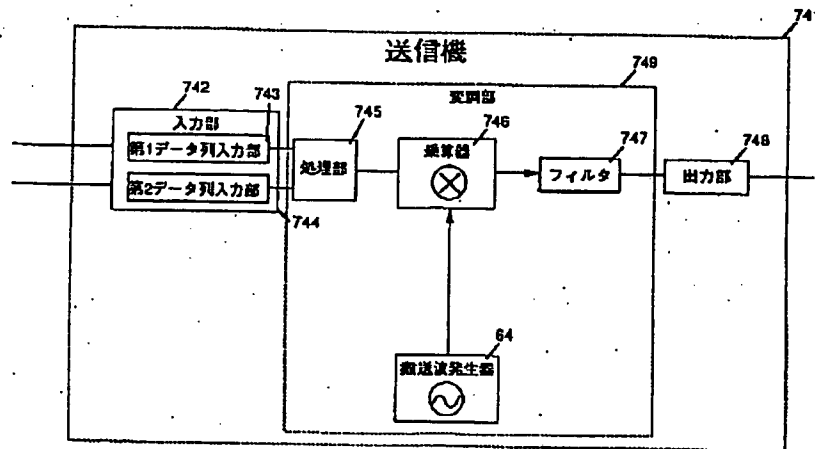 741
送信機
749
742
743
変調部
入力部
745
746
第1データ列入力部
乗算器
747
748
処理部
フィルタ
出力部
第2データ列入力部
744
64
搬送波発生器